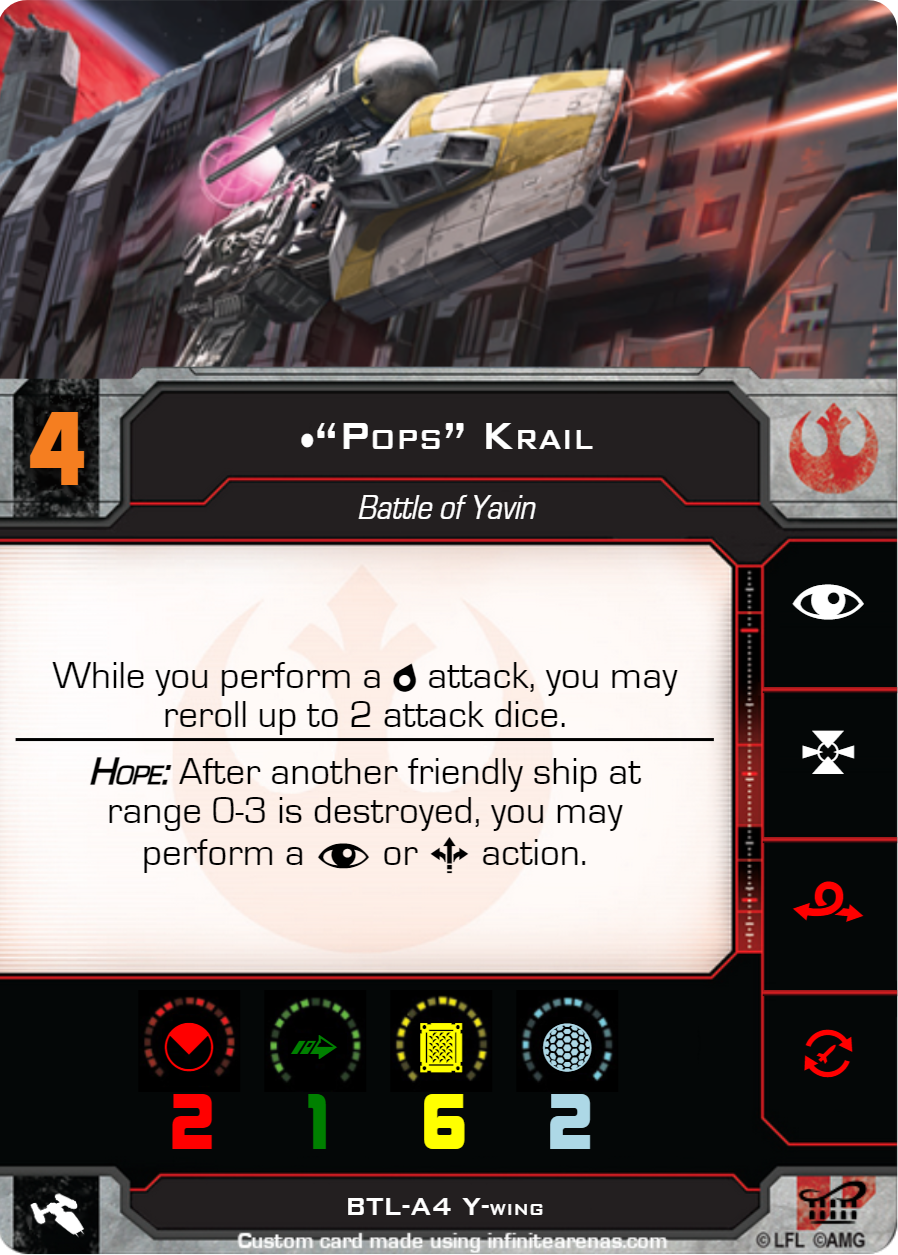 4
•“Pops” Krail
Battle of Yavin
While you perform a attack, you may
reroll up to 2 attack dice.
Hope: After another friendly ship at
range 0-3 is destroyed, you may
perform a or action.
2 1 6 2
BTL-A4 Y-wing
Custom card made using infinitearenas.com
© LFL ©AMG